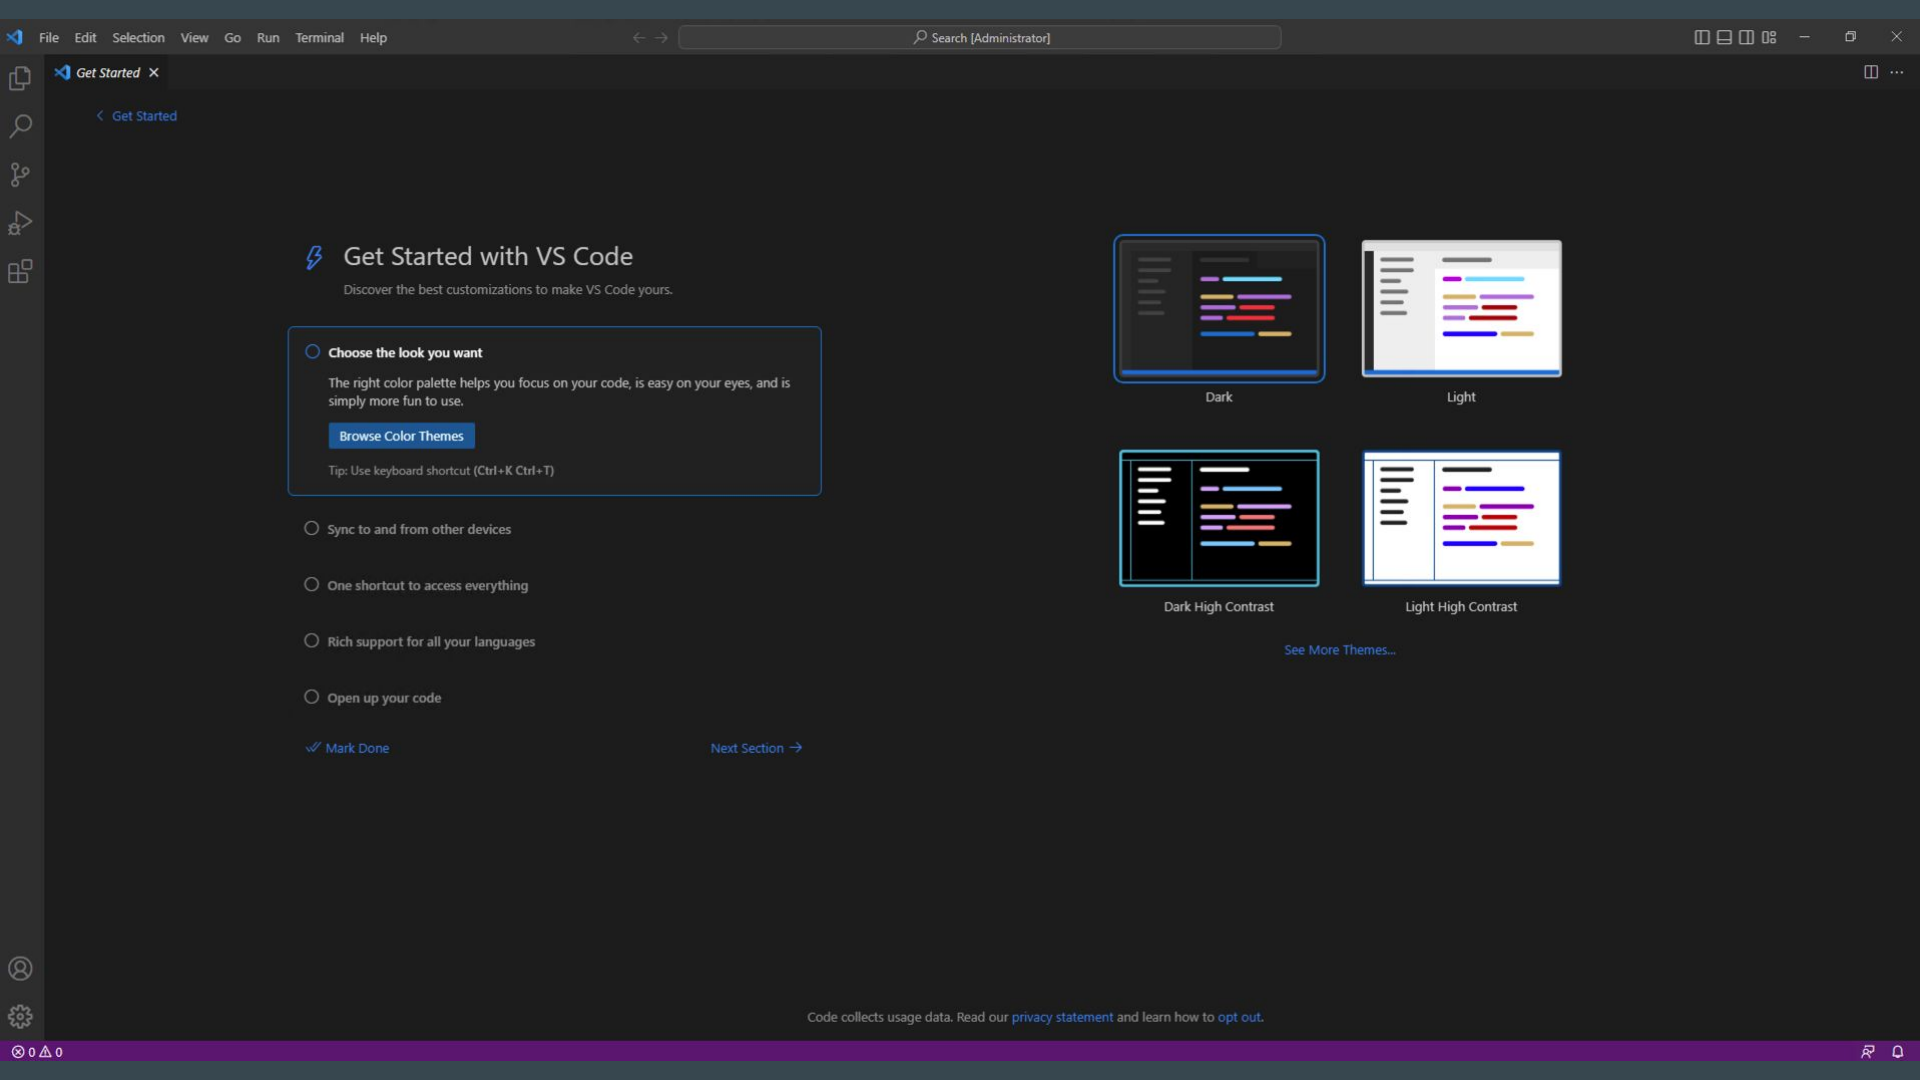 File Edit Selection View Go Run Terminal Help
Search [Administrator]
Get Started
Get Started
Get Started with VS Code
Discover the best customizations to make VS Code yours.
Choose the look you want
The right color palette helps you focus on your code, is easy on your eyes, and is
simply more fun to use.
Browse Color Themes
Tip: Use keyboard shortcut (Ctrl+K Ctrl+T)
Sync to and from other devices
One shortcut to access everything
Rich support for all your languages
Open up your code
Mark Done
Next Section
Dark
Light
Dark High Contrast
Light High Contrast
See More Themes...
Code collects usage data. Read our privacy statement and learn how to opt out.
0 0